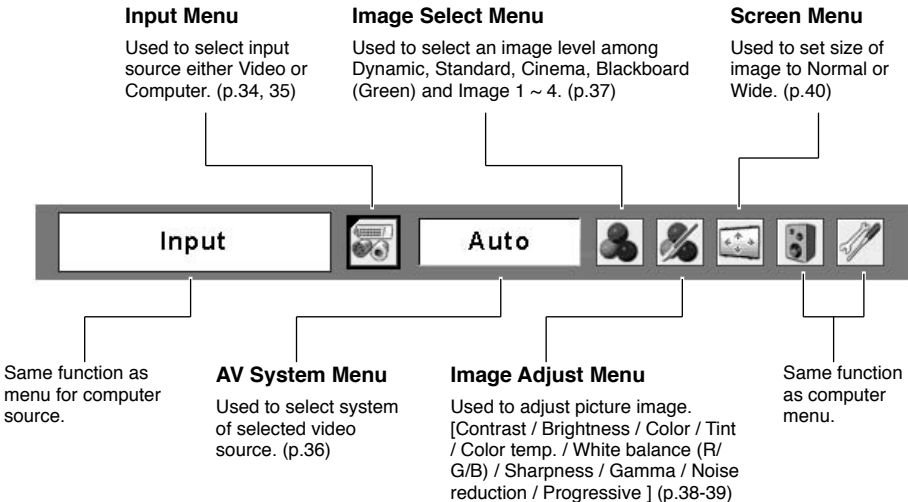 Input Menu
Used to select input
source either Video or
Computer. (p.34, 35)
Image Select Menu
Used to select an image level among
Dynamic, Standard, Cinema, Blackboard
(Green) and Image 1 ~ 4. (p.37)
Screen Menu
Used to set size of
image to Normal or
Wide. (p.40)
Input
Auto
Same function as
menu for computer
source.
AV System Menu
Used to select system
of selected video
source. (p.36)
Image Adjust Menu
Used to adjust picture image.
[Contrast / Brightness / Color / Tint
/ Color temp. / White balance (R/
G/B) / Sharpness / Gamma / Noise
reduction / Progressive ] (p.38-39)
Same function
as computer
menu.